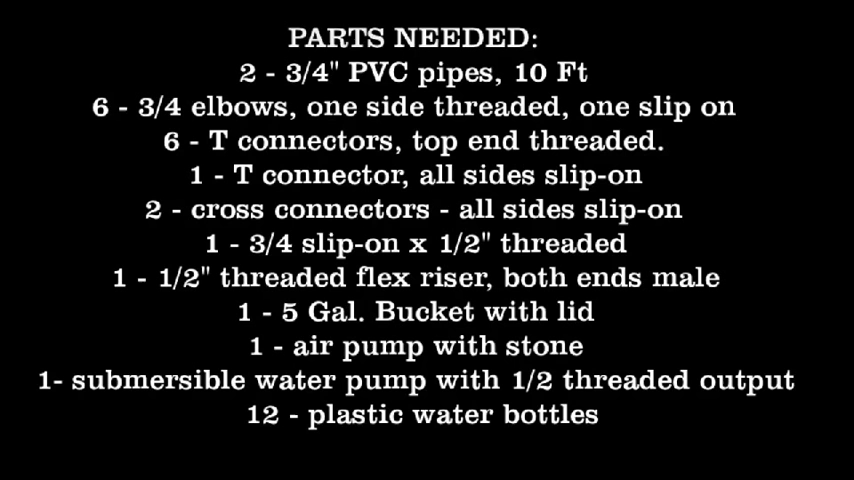 PARTS NEEDED:
2 - 3/4" PVC pipes, 10 Ft
6 - 3/4 elbows, one side threaded, one slip on
6 - T connectors, top end threaded.
1 - T connector, all sides slip-on
2 - cross connectors - all sides slip-on
1 - 3/4 slip-on x 1/2" threaded
1 - 1/2" threaded flex riser, both ends male
1 - 5 Gal. Bucket with lid
1 - air pump with stone
1- submersible water pump with 1/2 threaded output
12 - plastic water bottles